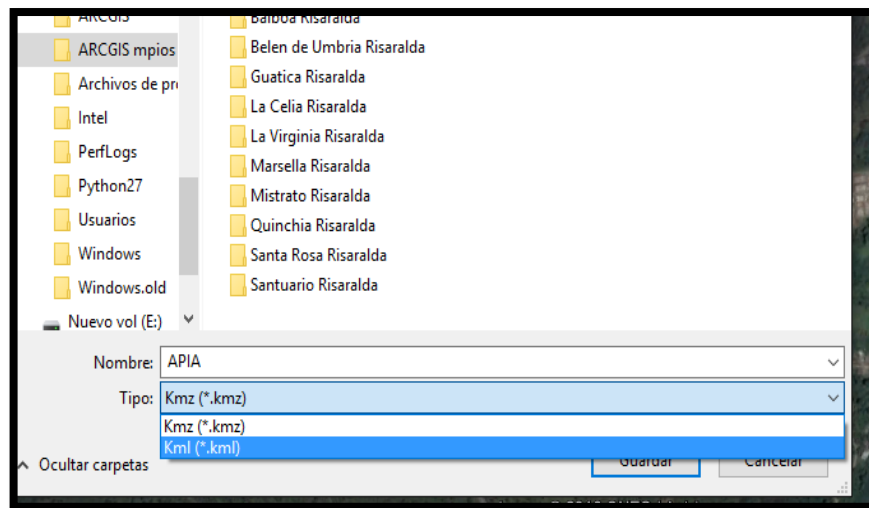 ARCGIS
ARCGIS mpios
Archivos de pr
Intel
PerfLogs
Python27
Usuarios
Windows
Windows.old
Nuevo vol (E:)
Balboa Risaralda
Belen de Umbria Risaralda
Guatica Risaralda
La Celia Risaralda
La Virginia Risaralda
Marsella Risaralda
Mistrato Risaralda
Quinchia Risaralda
Santa Rosa Risaralda
Santuario Risaralda
Nombre: APIA
Tipo: Kmz (*.kmz)
Kmz (*.kmz)
Kml (*.kml)
Ocultar carpetas Guardar Cancelar